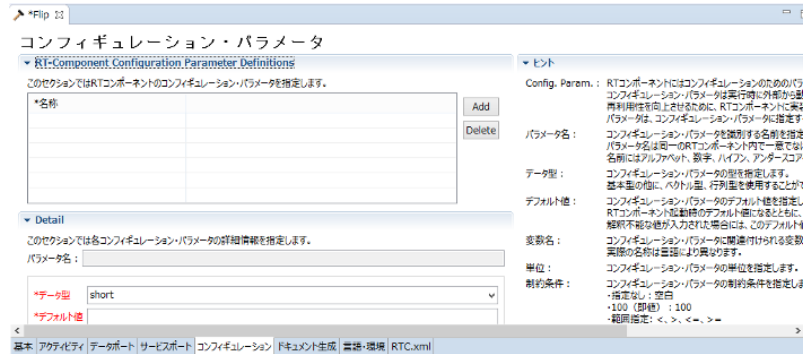 *Flip
コンフィギュレーション・パラメータ
RT-Component Configuration Parameter Definitions
このセクションではRTコンポーネントのコンフィギュレーション・パラメータを指定します。
*名称
Add
Delete
Detail
このセクションでは各コンフィギュレーション・パラメータの詳細情報を指定します。
パラメータ名：
*データ型
short
*デフォルト値
ヒント
Config. Param.： RTコンポーネントにはコンフィギュレーションのためのパラ
コンフィギュレーション・パラメータは実行時に外部から
再利用性を向上させるために、RTコンポーネントに実
パラメータは、コンフィギュレーション・パラメータに指定す
パラメータ名： コンフィギュレーション・パラメータを識別する名前を指定
パラメータ名は同一のRTコンポーネント内で一意でな
名前にはアルファベット、数字、ハイフン、アンダースコア
データ型： コンフィギュレーション・パラメータの型を指定します。
基本型の他に、ベクトル型、行列型を使用することが
デフォルト値： コンフィギュレーション・パラメータのデフォルト値を指定し
RTコンポーネント起動時のデフォルト値になるとともに、
解釈不能な値が入力された場合には、このデフォルト
変数名： コンフィギュレーション・パラメータに関連付けられる変数
実際の名称は言語により異なります。
単位： コンフィギュレーション・パラメータの単位を指定します。
制約条件： コンフィギュレーション・パラメータの制約条件を指定し
・指定なし：空白
・100（即値）：100
・範囲指定：<、>、<=、>=
基本 アクティビティ データポート サービスポート コンフィギュレーション ドキュメント生成 言語・環境 RTC.xml